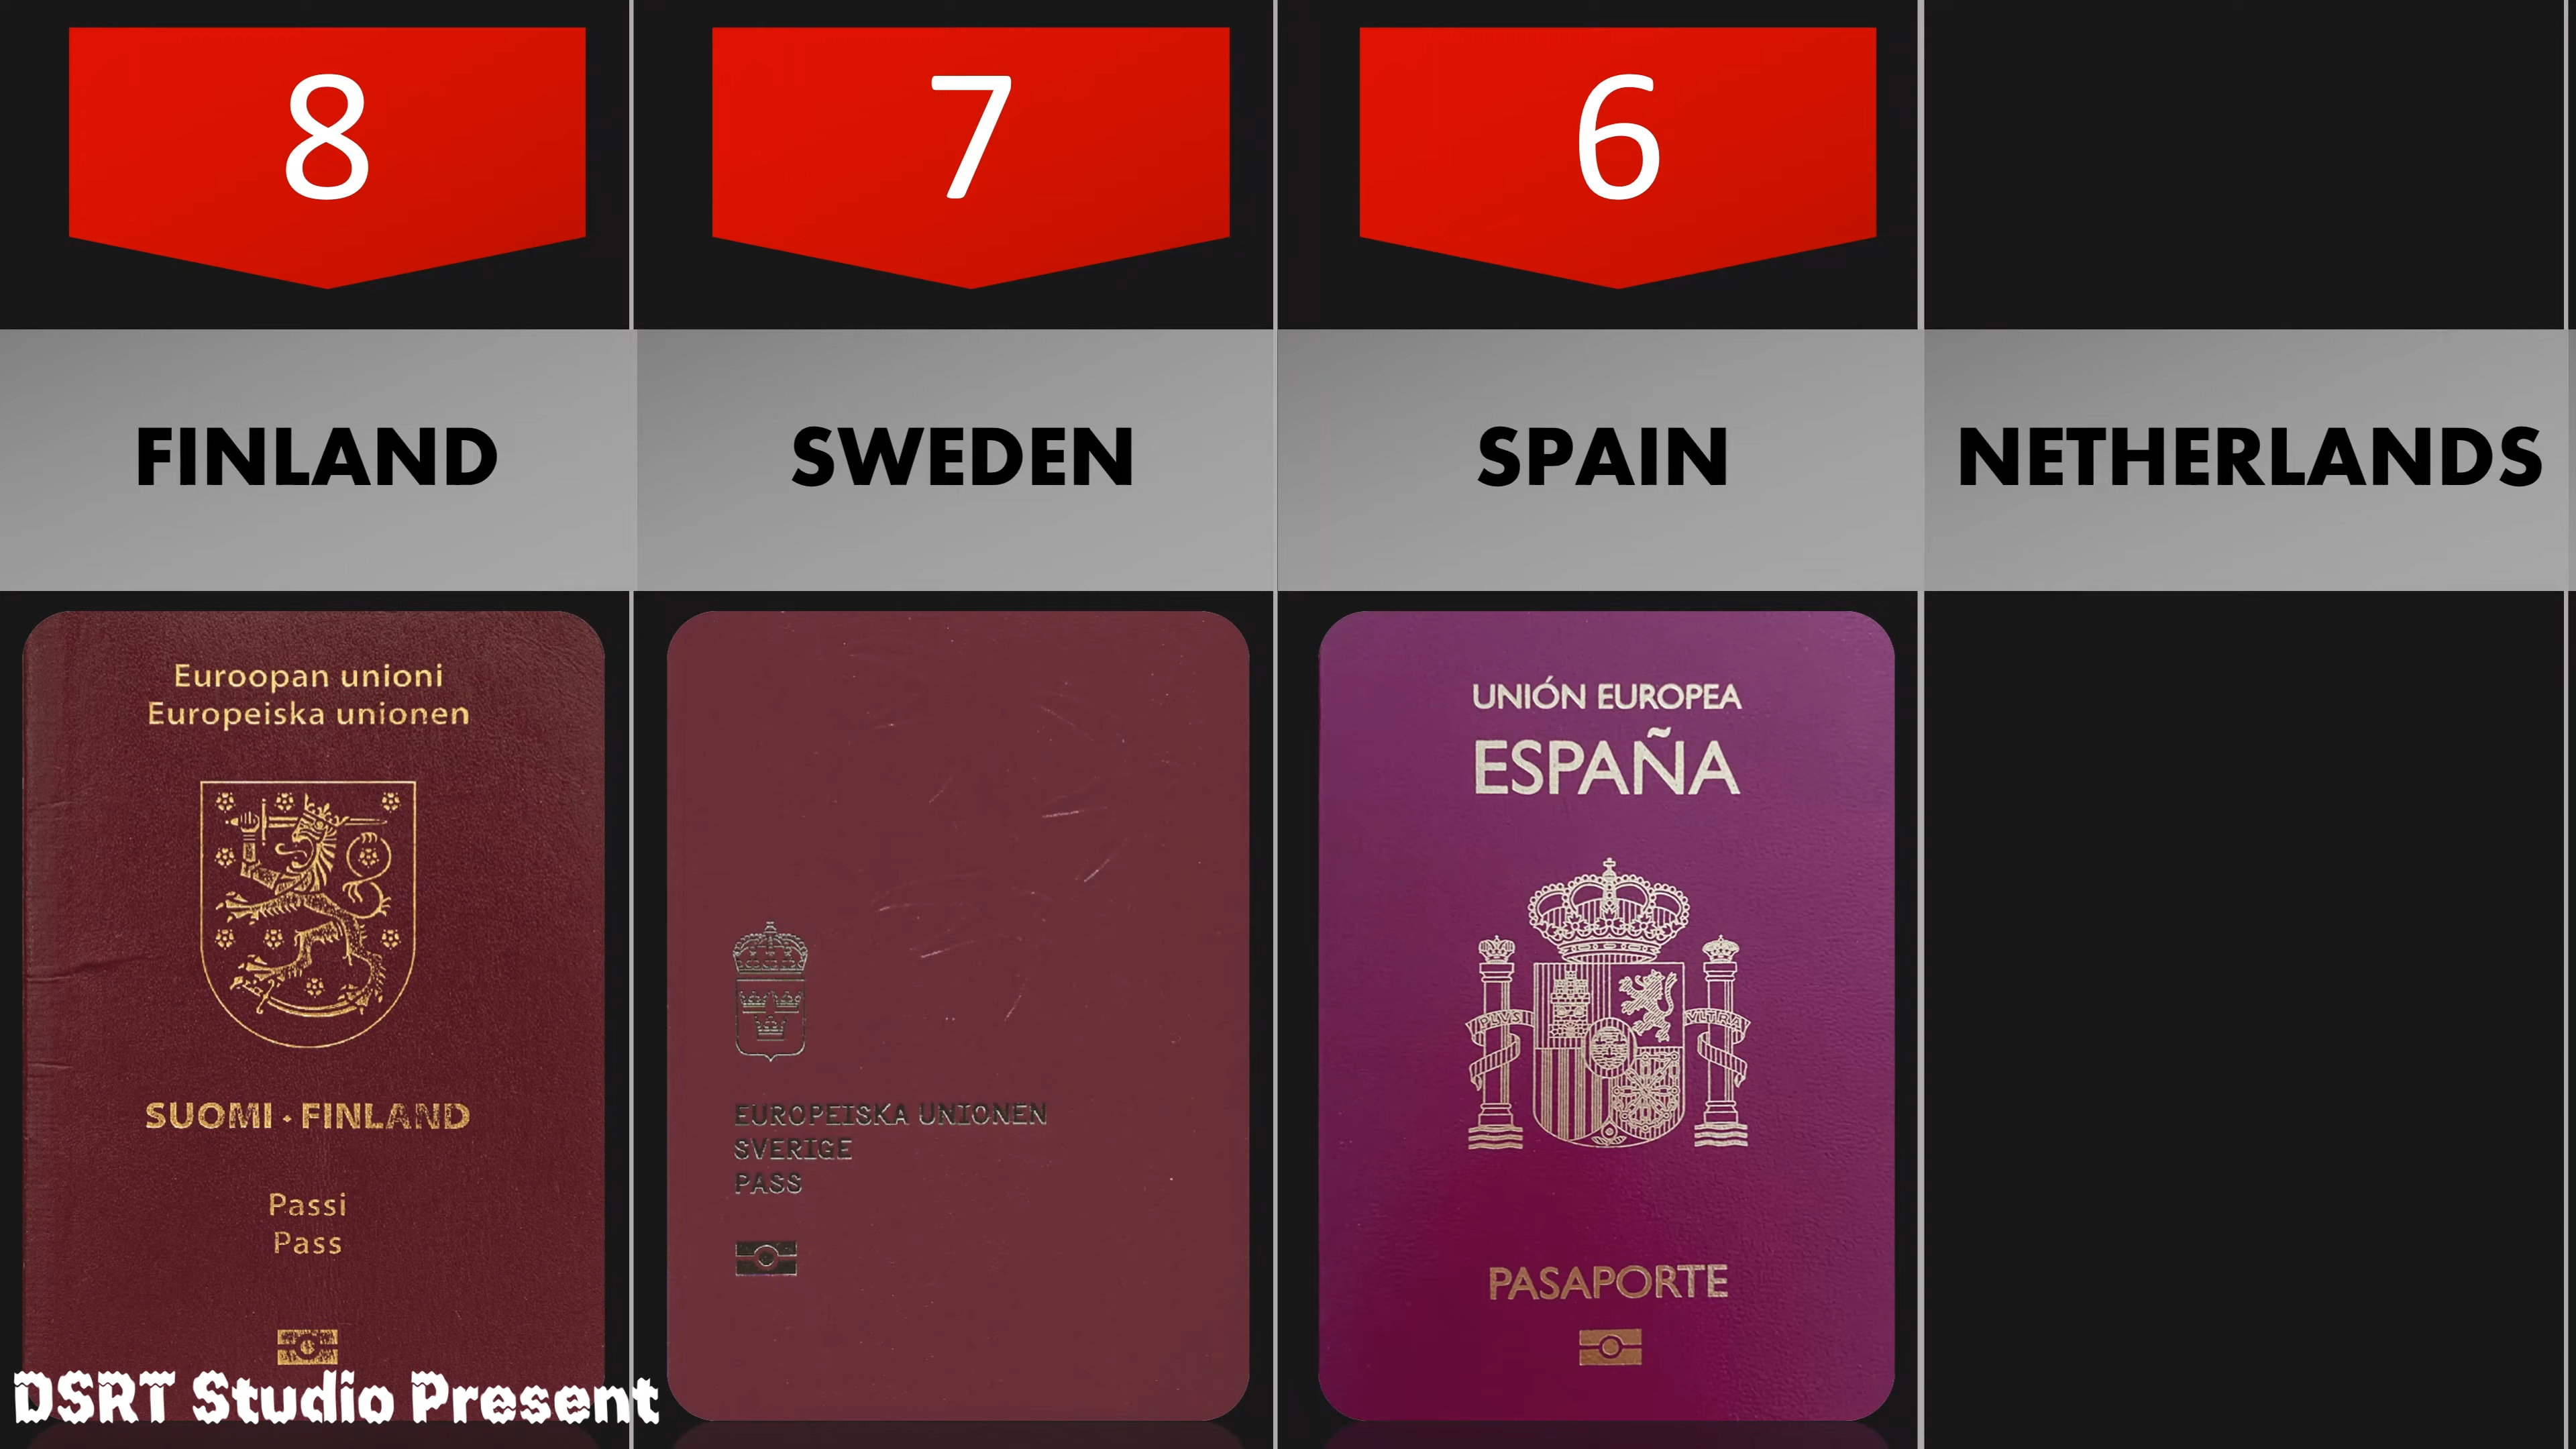 8
7
6
FINLAND
SWEDEN
SPAIN
NETHERLANDS
Euroopan unioni
Europeiska unionen
SUOMI · FINLAND
Passi
Pass
EUROPEISKA UNIONEN
SVERIGE
PASS
UNIÓN EUROPEA
ESPAÑA
PLVS VLTRA
PASAPORTE
DSRT Studio Present